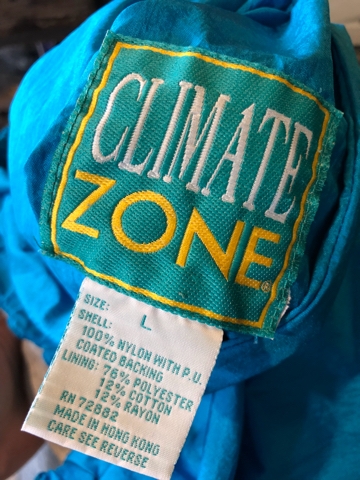 CLIMATE
ZONE®
SIZE: L
SHELL:
100% NYLON WITH P.U.
COATED BACKING
LINING: 76% POLYESTER
12% COTTON
12% RAYON
RN 72882
MADE IN HONG KONG
CARE SEE REVERSE